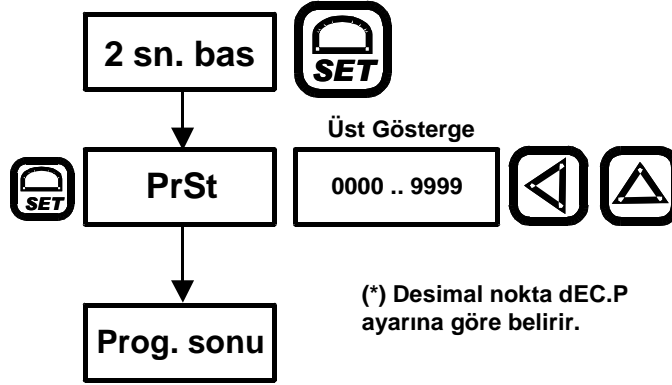 2 sn. bas
SET
Üst Gösterge
SET
PrSt
0000 .. 9999
(*) Desimal nokta dEC.P
ayarına göre belirir.
Prog. sonu